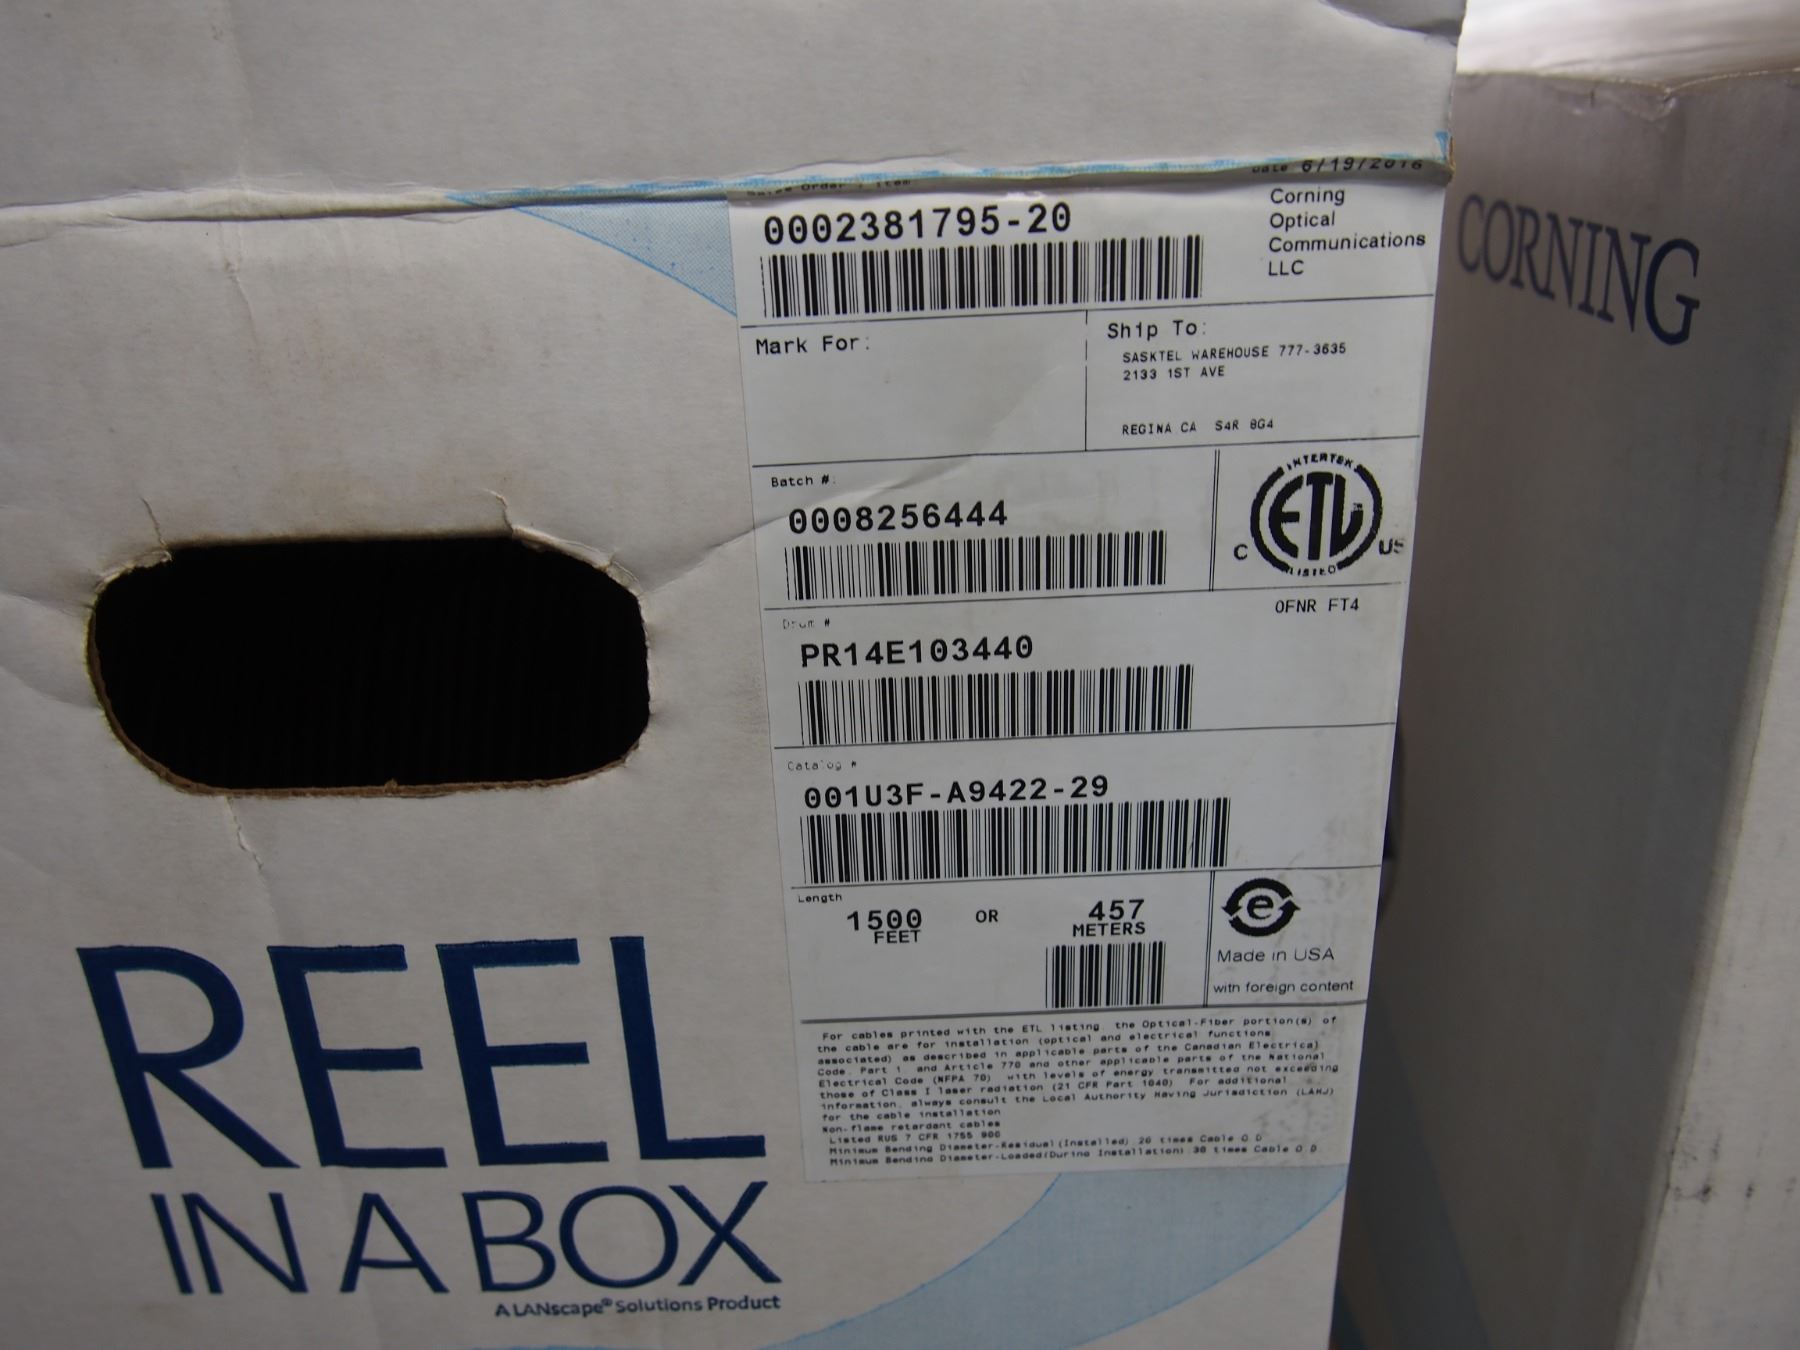 Date 6/19/2016
Sales Order / Item
0002381795-20
Corning
Optical
Communications
LLC
CORNING
Mark For:
Ship To:
SASKTEL WAREHOUSE 777-3635
2133 1ST AVE
REGINA CA S4R 8G4
Batch #:
0008256444
INTERTEK
ETL
C US
LISTED
OFNR FT4
Drum #
PR14E103440
Catalog #
001U3F-A9422-29
Length
1500 OR 457
FEET METERS
e
Made in USA
with foreign content
For cables printed with the ETL listing, the Optical-Fiber portion(s) of
the cable are for installation (optical and electrical functions
associated) as described in applicable parts of the Canadian Electrical
Code, Part 1, and Article 770 and other applicable parts of the National
Electrical Code (NFPA 70) with levels of energy transmitted not exceeding
those of Class I laser radiation (21 CFR Part 1040) For additional
information, always consult the Local Authority Having Jurisdiction (LAHJ)
for the cable installation
Non-flame retardant cables
Listed RUS 7 CFR 1755 900
Minimum Bending Diameter-Residual(Installed) 20 times Cable O D
Minimum Bending Diameter-Loaded(During Installation) 30 times Cable O D
REEL
IN A BOX
A LANscape® Solutions Product